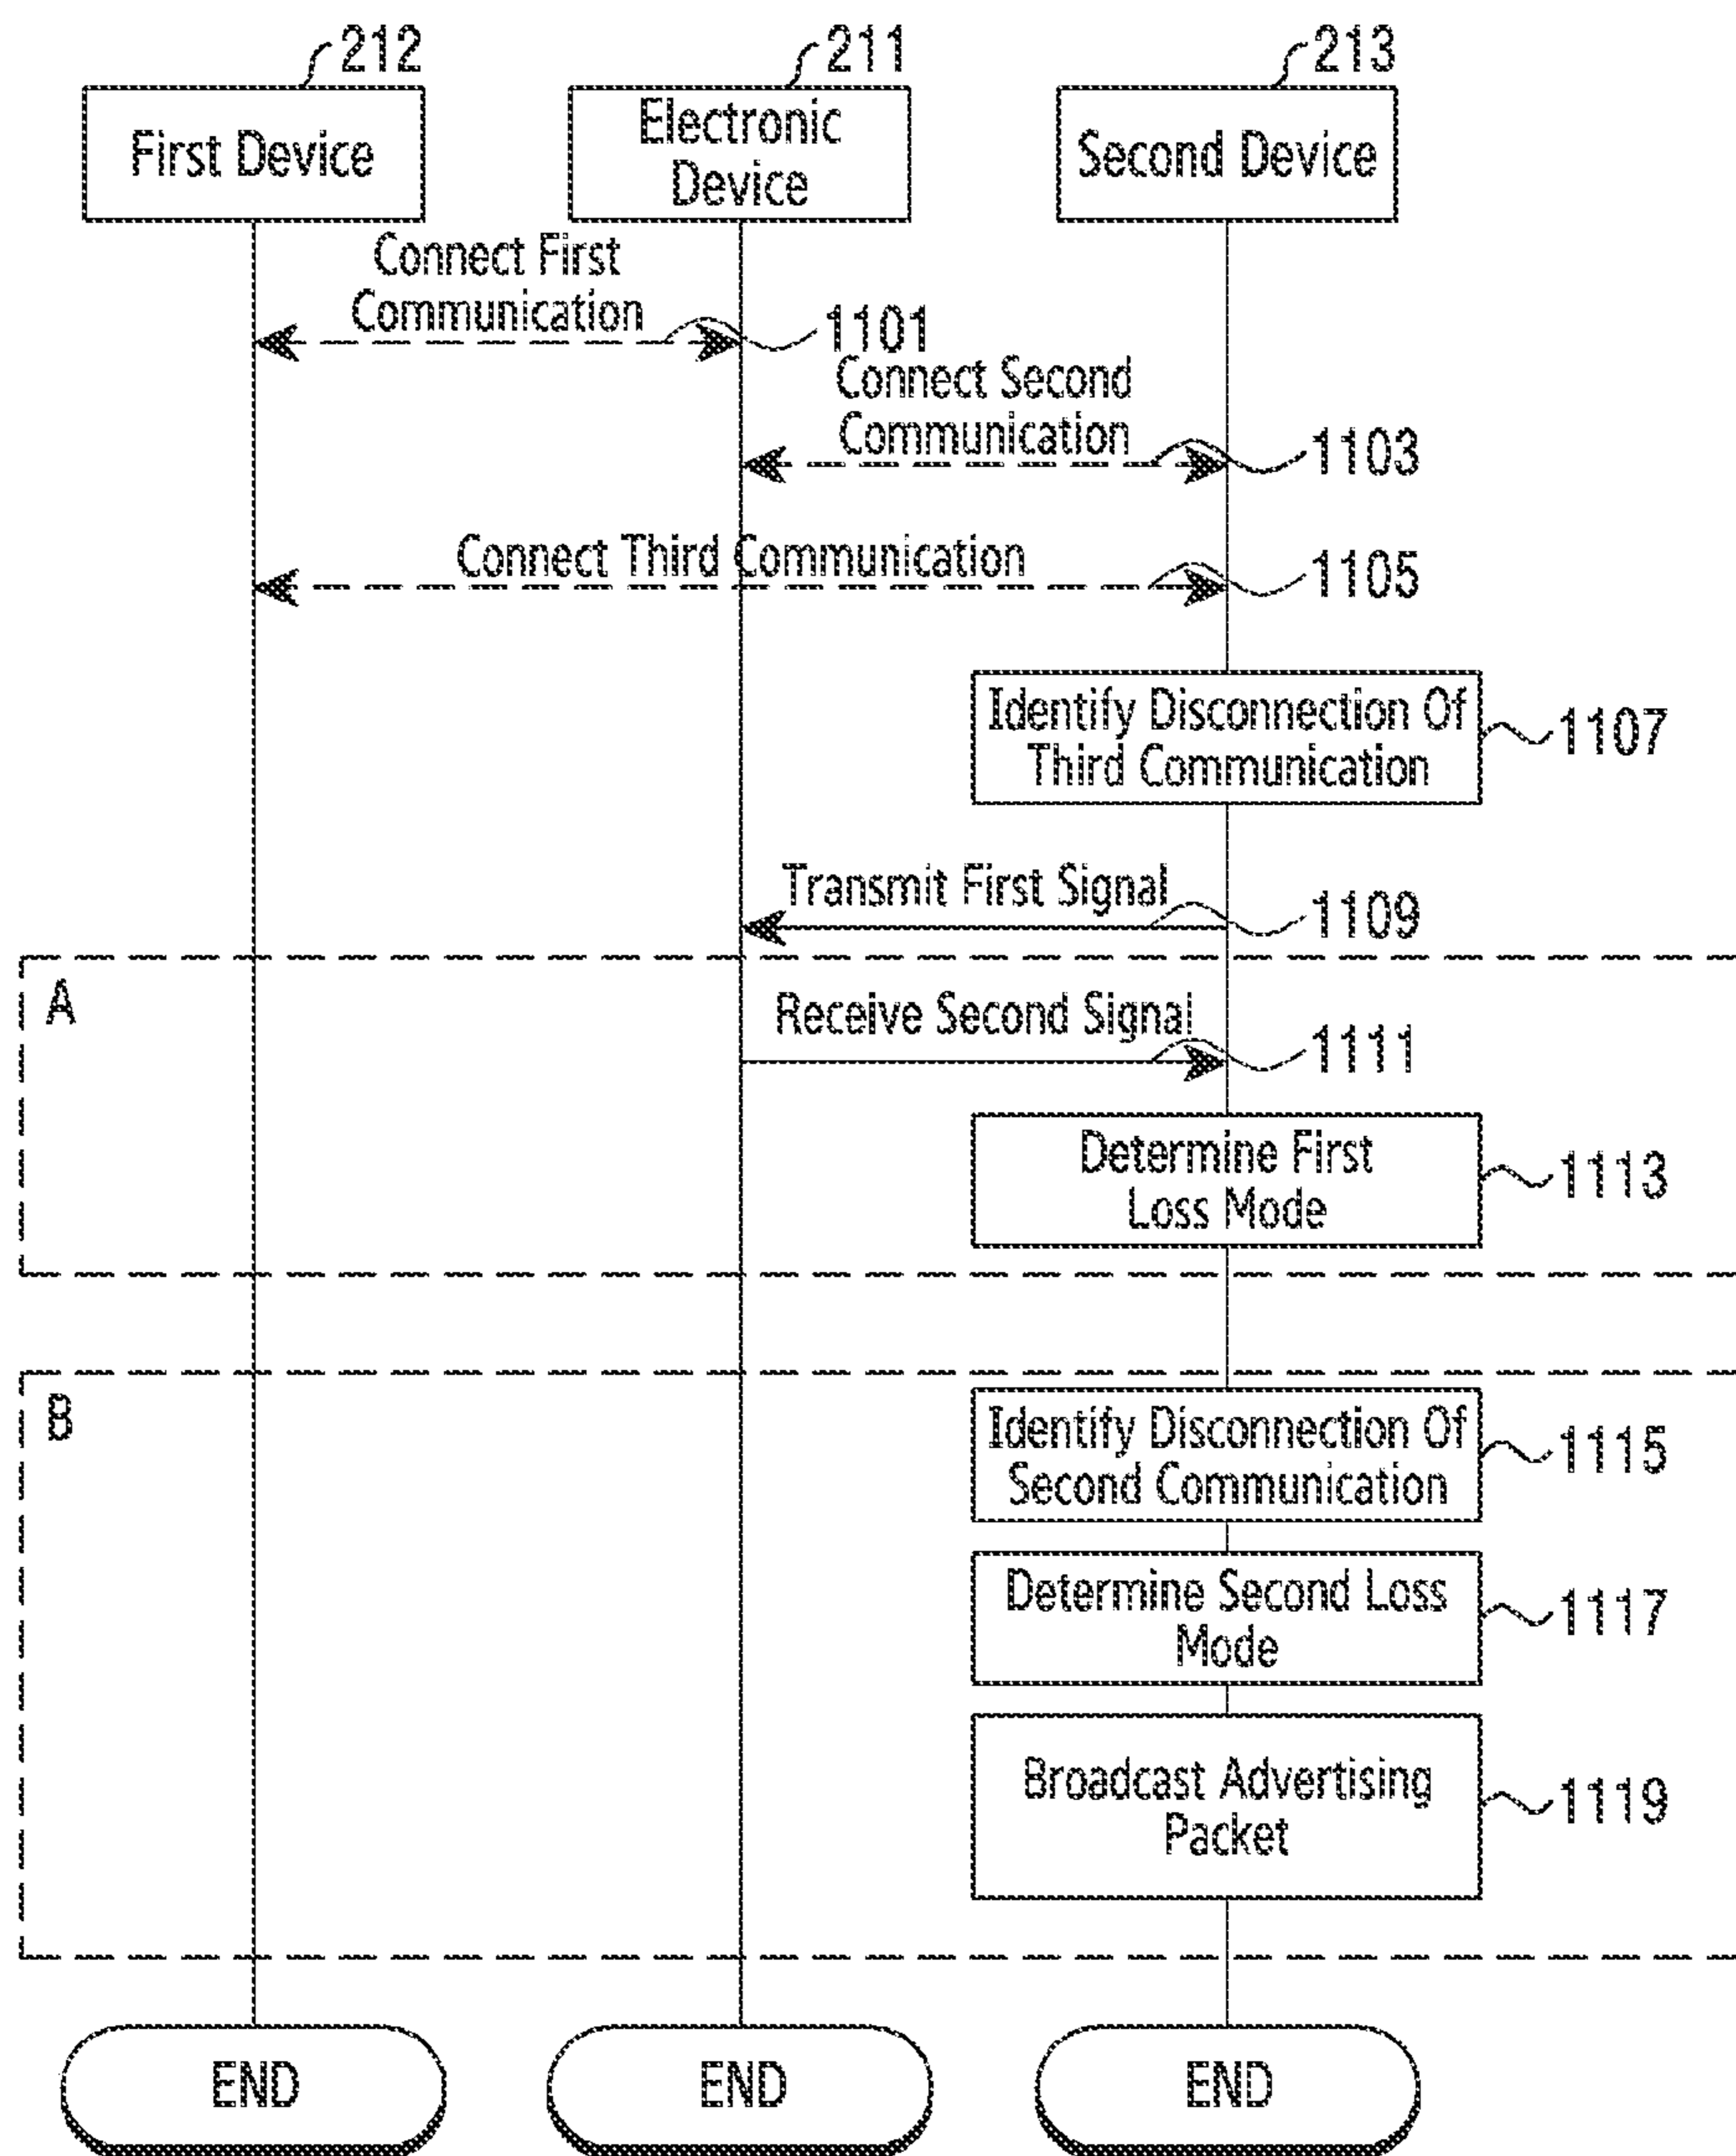 212
211
213
First Device
Electronic
Device
Second Device
Connect First
Communication
1101
Connect Second
Communication
1103
Connect Third Communication
1105
Identify Disconnection Of
Third Communication
1107
Transmit First Signal
1109
A
Receive Second Signal
1111
Determine First
Loss Mode
1113
B
Identify Disconnection Of
Second Communication
1115
Determine Second Loss
Mode
1117
Broadcast Advertising
Packet
1119
END
END
END